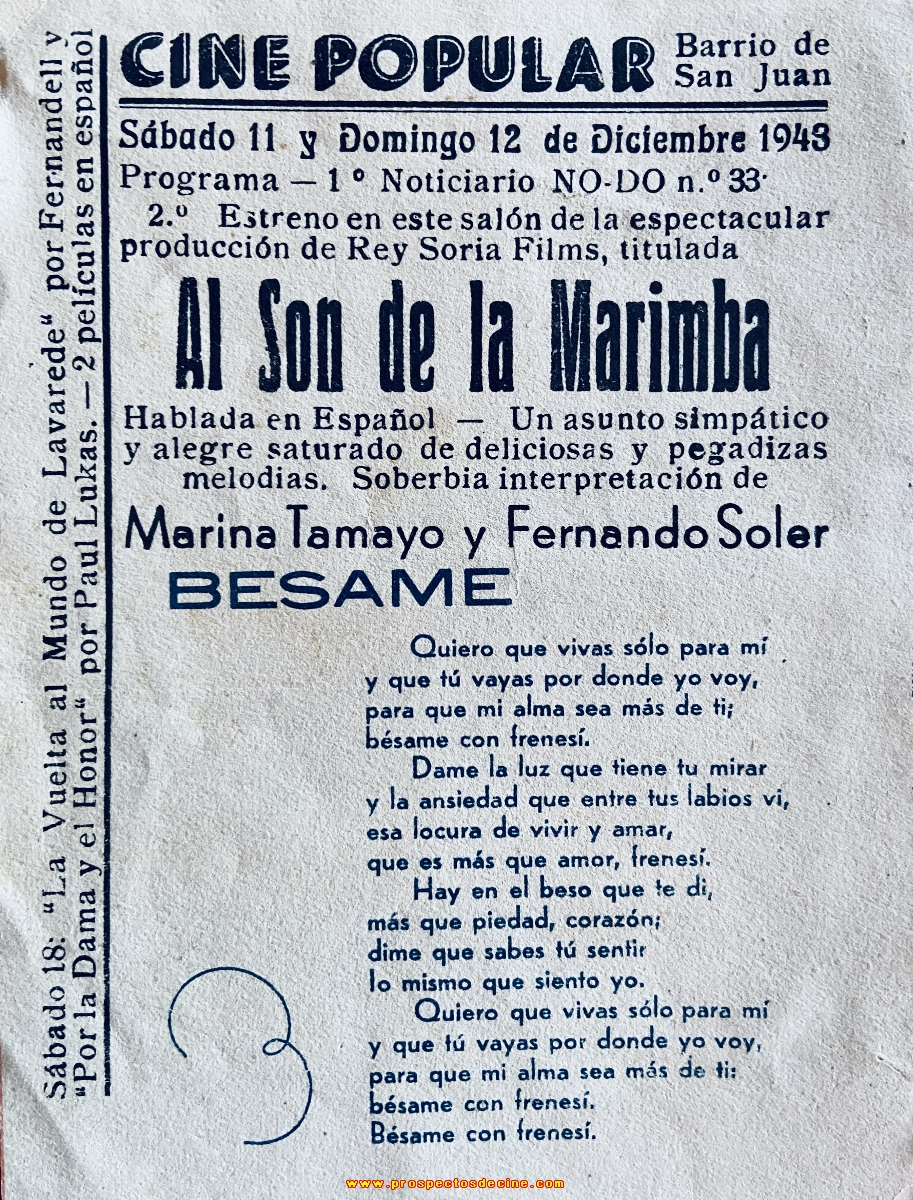 CINE POPULAR Barrio de San Juan
Sábado 11 y Domingo 12 de Diciembre 1943
Programa — 1º Noticiario NO-DO n.º 33·
2.º Estreno en este salón de la espectacular
producción de Rey Soria Films, titulada
Al Son de la Marimba
Hablada en Español — Un asunto simpático
y alegre saturado de deliciosas y pegadizas
melodias. Soberbia interpretación de
Marina Tamayo y Fernando Soler
BESAME
Quiero que vivas sólo para mí
y que tú vayas por donde yo voy,
para que mi alma sea más de ti;
bésame con frenesí.
Dame la luz que tiene tu mirar
y la ansiedad que entre tus labios vi,
esa locura de vivir y amar,
que es más que amor, frenesí.
Hay en el beso que te di,
más que piedad, corazón;
dime que sabes tú sentir
lo mismo que siento yo.
Quiero que vivas sólo para mí
y que tú vayas por donde yo voy,
para que mi alma sea más de ti:
bésame con frenesí.
Bésame con frenesí.
3
Sábado 18: “La Vuelta al Mundo de Lavarede“ por Fernandell y
“Por la Dama y el Honor“ por Paul Lukas. — 2 películas en español
www.prospectosdecine.com